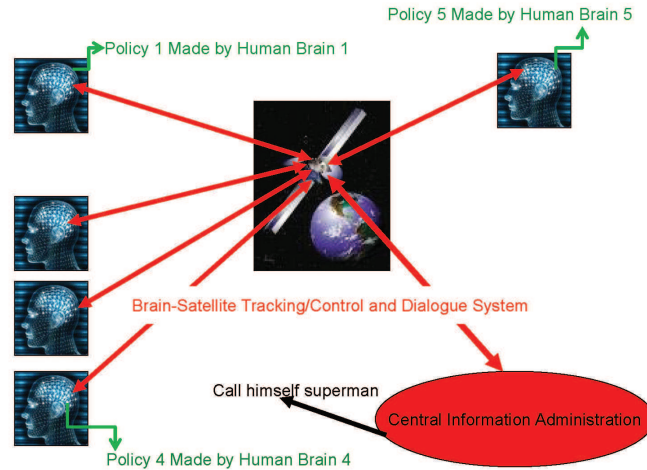 Policy 5 Made by Human Brain 5
Policy 1 Made by Human Brain 1
Brain-Satellite Tracking/Control and Dialogue System
Call himself superman
Central Information Administration
Policy 4 Made by Human Brain 4